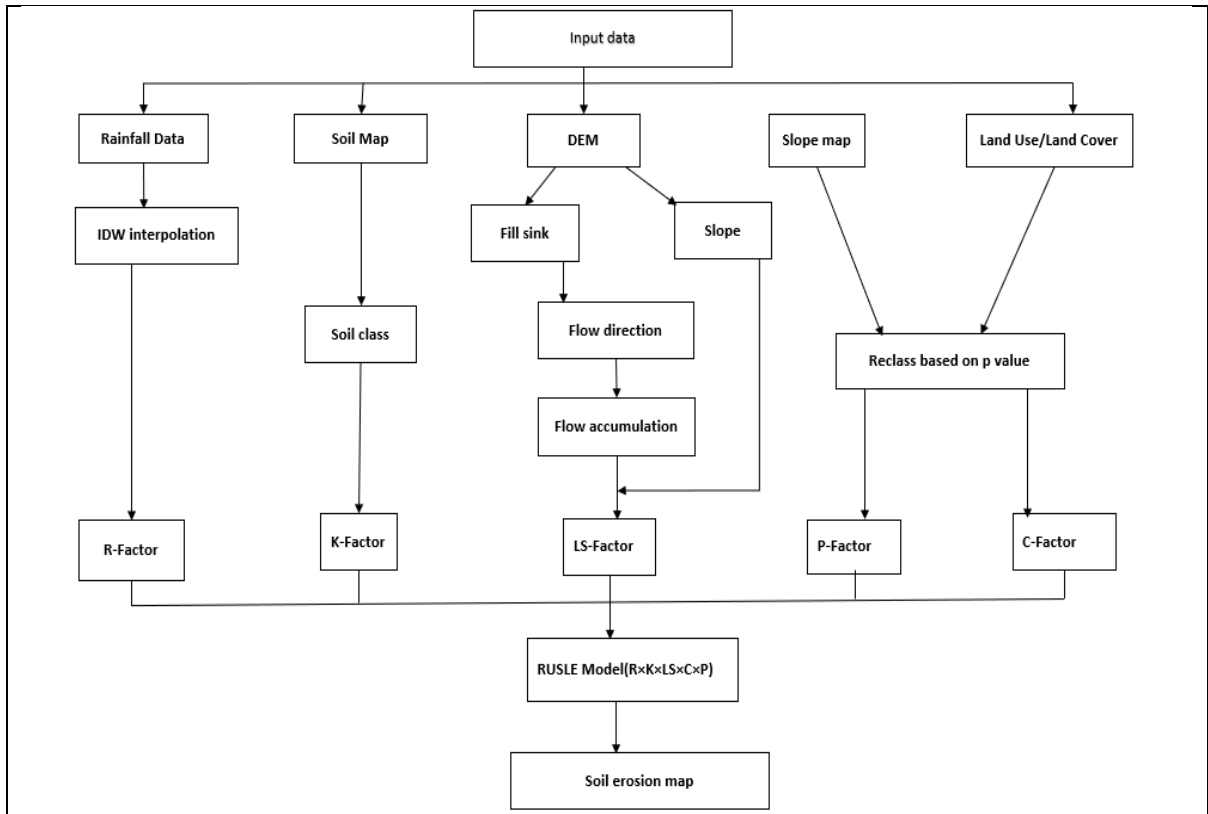 Input data
Rainfall Data
Soil Map
DEM
Slope map
Land Use/Land Cover
IDW interpolation
Fill sink
Slope
Soil class
Flow direction
Reclass based on p value
Flow accumulation
R-Factor
K-Factor
LS-Factor
P-Factor
C-Factor
RUSLE Model(R×K×LS×C×P)
Soil erosion map